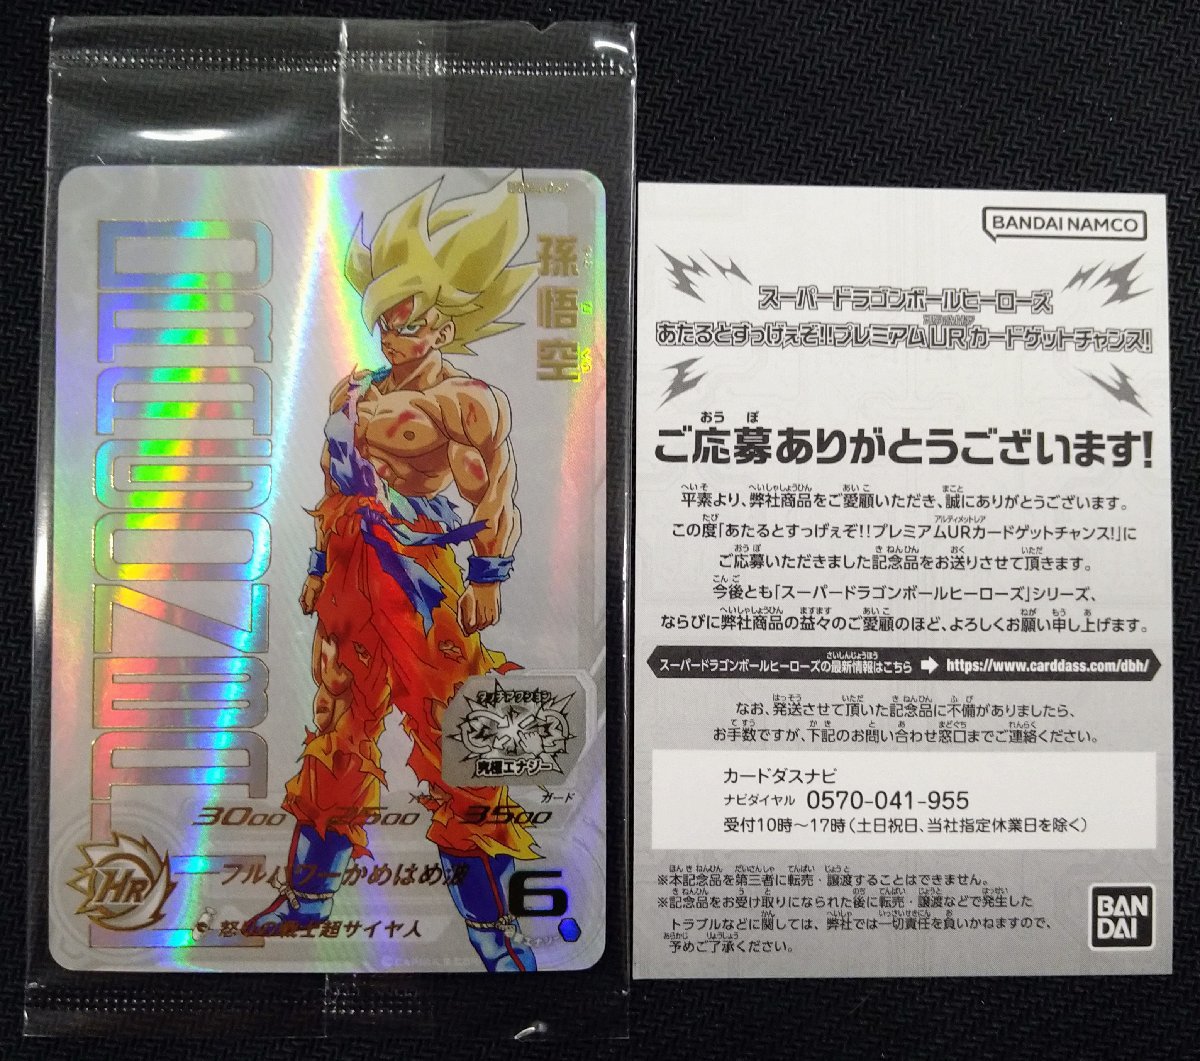 孫悟空
究極エナジー
ガード
3000 2500 3500
フルパワーかめはめ波
HR
6
超サイヤ人
BANDAI NAMCO
スーパードラゴンボールヒーローズ
あたるとすっげぇぞ!!プレミアムURカードゲットチャンス!
ご応募ありがとうございます!
平素より、弊社商品をご愛顧いただき、誠にありがとうございます。
この度「あたるとすっげぇぞ!!プレミアムURカードゲットチャンス!」に
ご応募いただきました記念品をお送りさせて頂きます。
今後とも「スーパードラゴンボールヒーローズ」シリーズ、
ならびに弊社商品の益々のご愛顧のほど、よろしくお願い申し上げます。
スーパードラゴンボールヒーローズの最新情報はこちら ➡ https://www.carddass.com/dbh/
なお、発送させて頂いた記念品に不備がありましたら、
お手数ですが、下記のお問い合わせ窓口までご連絡ください。
カードダスナビ
ナビダイヤル 0570-041-955
受付10時～17時(土日祝日、当社指定休業日を除く)
※本記念品を第三者に転売・譲渡することはできません。
※記念品をお受け取りになられた後に転売・譲渡などで発生した
トラブルなどに関しては、弊社では一切責任を負いかねますので、
予めご了承ください。
BAN
DAI